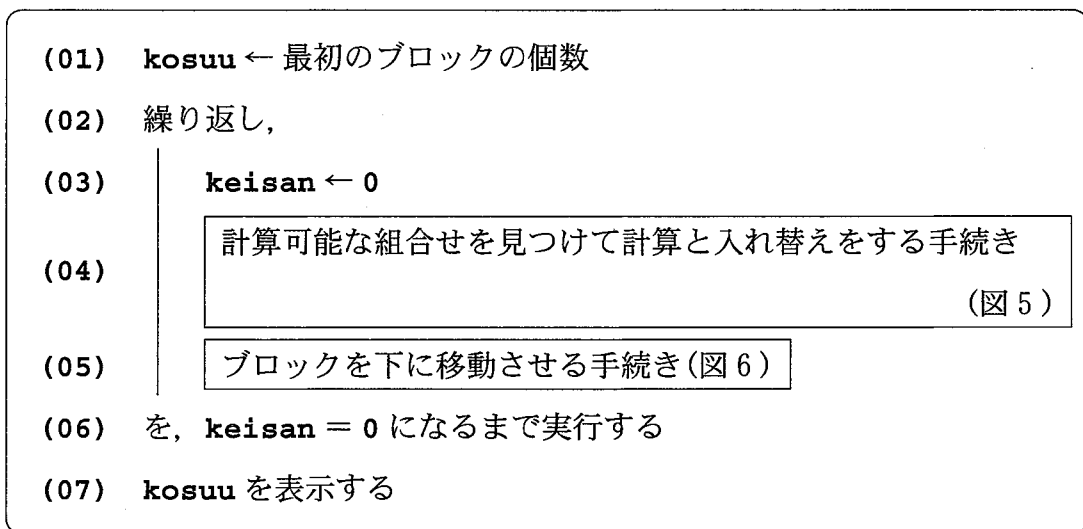 (01) kosuu ← 最初のブロックの個数
(02) 繰り返し,
(03) keisan ← 0
(04) 計算可能な組合せを見つけて計算と入れ替えをする手続き
(図5)
(05) ブロックを下に移動させる手続き(図6)
(06) を, keisan = 0 になるまで実行する
(07) kosuu を表示する